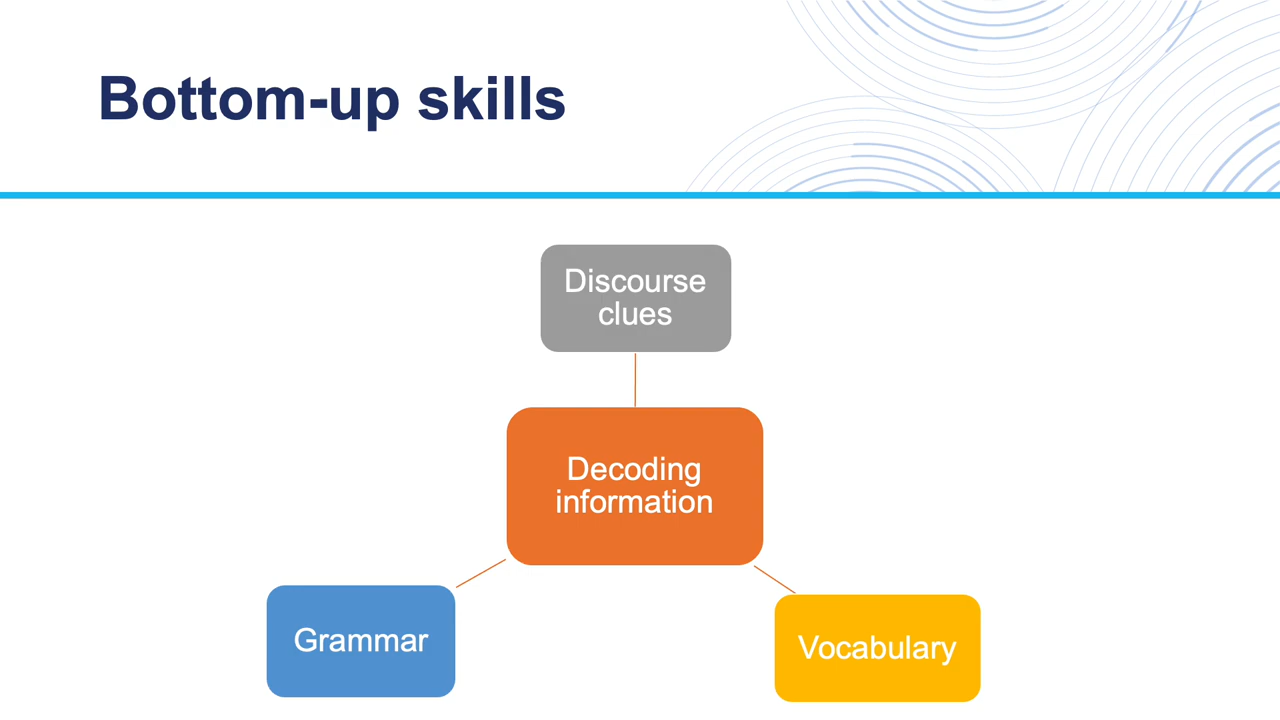 Bottom-up skills
Discourse
clues
Decoding
information
Grammar
Vocabulary